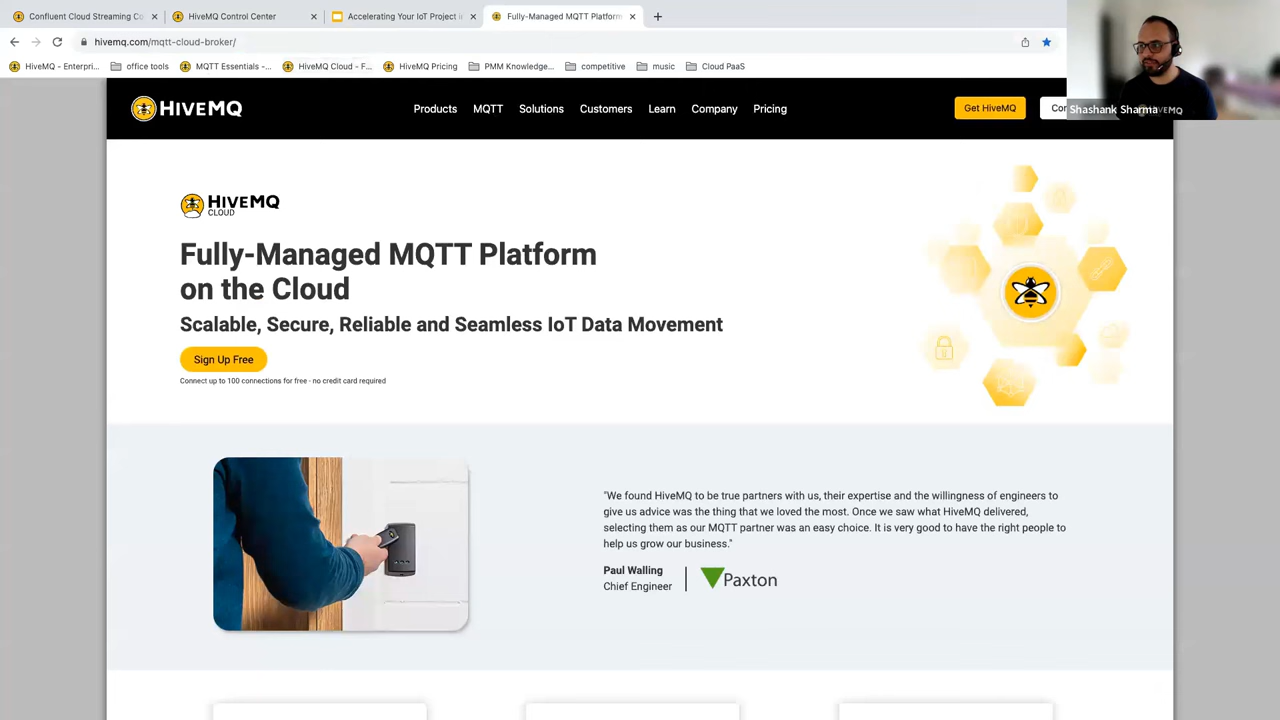 Confluent Cloud Streaming Co
HiveMQ Control Center
Accelerating Your IoT Project i
Fully-Managed MQTT Platform
hivemq.com/mqtt-cloud-broker/
HiveMQ - Enterpri...
office tools
MQTT Essentials -...
HiveMQ Cloud - F...
HiveMQ Pricing
PMM Knowledge...
competitive
music
Cloud PaaS
Shashank Sharma
HIVEMQ
HIVEMQ
Products
MQTT
Solutions
Customers
Learn
Company
Pricing
Get HiveMQ
Con
HIVEMQ
CLOUD
Fully-Managed MQTT Platform
on the Cloud
Scalable, Secure, Reliable and Seamless IoT Data Movement
Sign Up Free
Connect up to 100 connections for free · no credit card required
"We found HiveMQ to be true partners with us, their expertise and the willingness of engineers to
give us advice was the thing that we loved the most. Once we saw what HiveMQ delivered,
selecting them as our MQTT partner was an easy choice. It is very good to have the right people to
help us grow our business."
Paul Walling
Chief Engineer
Paxton